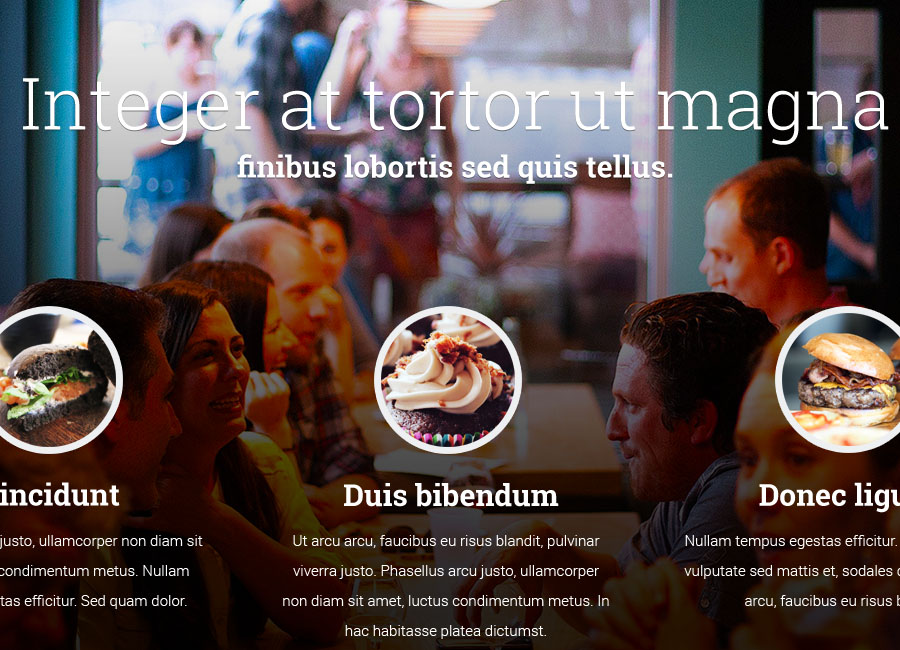 Integer at tortor ut magna
finibus lobortis sed quis tellus.
incidunt
justo, ullamcorper non diam sit
condimentum metus. Nullam
tas efficitur. Sed quam dolor.
Duis bibendum
Ut arcu arcu, faucibus eu risus blandit, pulvinar
viverra justo. Phasellus arcu justo, ullamcorper
non diam sit amet, luctus condimentum metus. In
hac habitasse platea dictumst.
Donec ligu
Nullam tempus egestas efficitur.
vulputate sed mattis et, sodales
arcu, faucibus eu risus